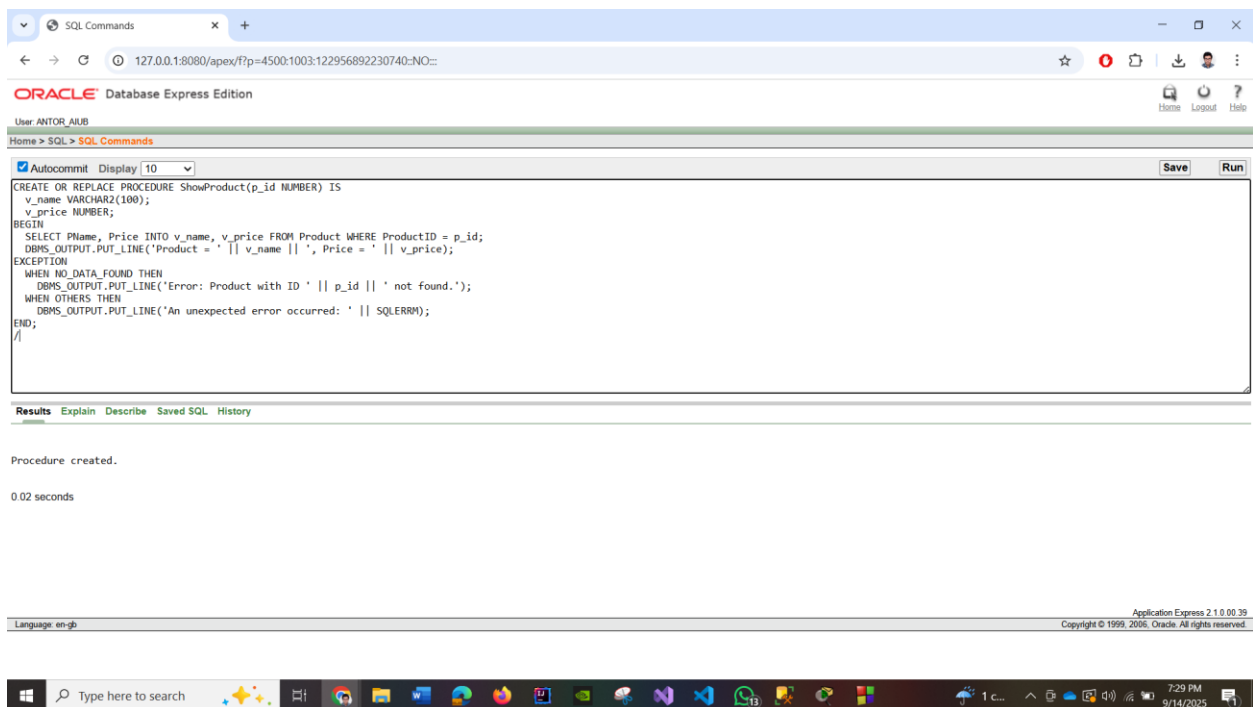 SQL Commands
127.0.0.1:8080/apex/f?p=4500:1003:122956892230740::NO:::
ORACLE Database Express Edition
Home Logout Help
User: ANTOR_AIUB
Home > SQL > SQL Commands
Autocommit Display 10 Save Run
CREATE OR REPLACE PROCEDURE ShowProduct(p_id NUMBER) IS
v_name VARCHAR2(100);
v_price NUMBER;
BEGIN
SELECT PName, Price INTO v_name, v_price FROM Product WHERE ProductID = p_id;
DBMS_OUTPUT.PUT_LINE('Product = ' || v_name || ', Price = ' || v_price);
EXCEPTION
WHEN NO_DATA_FOUND THEN
DBMS_OUTPUT.PUT_LINE('Error: Product with ID ' || p_id || ' not found.');
WHEN OTHERS THEN
DBMS_OUTPUT.PUT_LINE('An unexpected error occurred: ' || SQLERRM);
END;
/
Results Explain Describe Saved SQL History
Procedure created.
0.02 seconds
Application Express 2.1.0.00.39
Language: en-gb Copyright © 1999, 2006, Oracle. All rights reserved.
Type here to search 13 1 c... 7:29 PM
9/14/2025 1